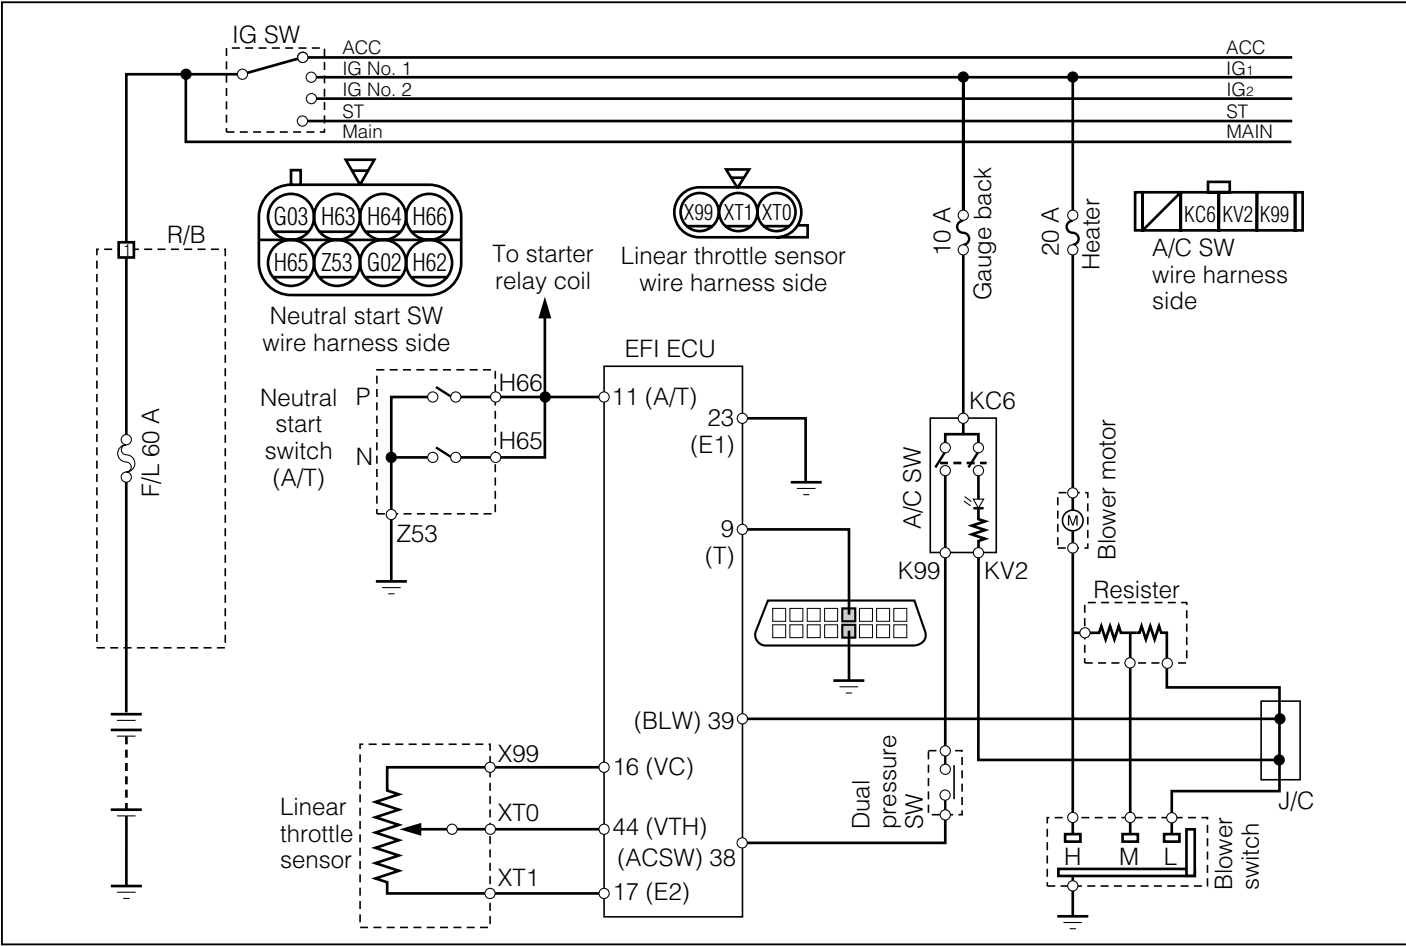 IG SW
ACC
ACC
IG No. 1
IG1
IG No. 2
IG2
ST
ST
Main
MAIN
G03 H63 H64 H66
H65 Z53 G02 H62
Neutral start SW
wire harness side
X99 XT1 XT0
Linear throttle sensor
wire harness side
10 A
Gauge back
20 A
Heater
KC6 KV2 K99
A/C SW
wire harness
side
R/B
1
F/L 60 A
To starter
relay coil
EFI ECU
Neutral
start
switch
(A/T)
P
H66
11 (A/T)
N
H65
Z53
23
(E1)
9
(T)
KC6
A/C SW
K99
KV2
M
Blower motor
Resister
(BLW) 39
J/C
Dual
pressure
SW
Linear
throttle
sensor
X99
16 (VC)
XT0
44 (VTH)
(ACSW) 38
XT1
17 (E2)
H M L
Blower
switch